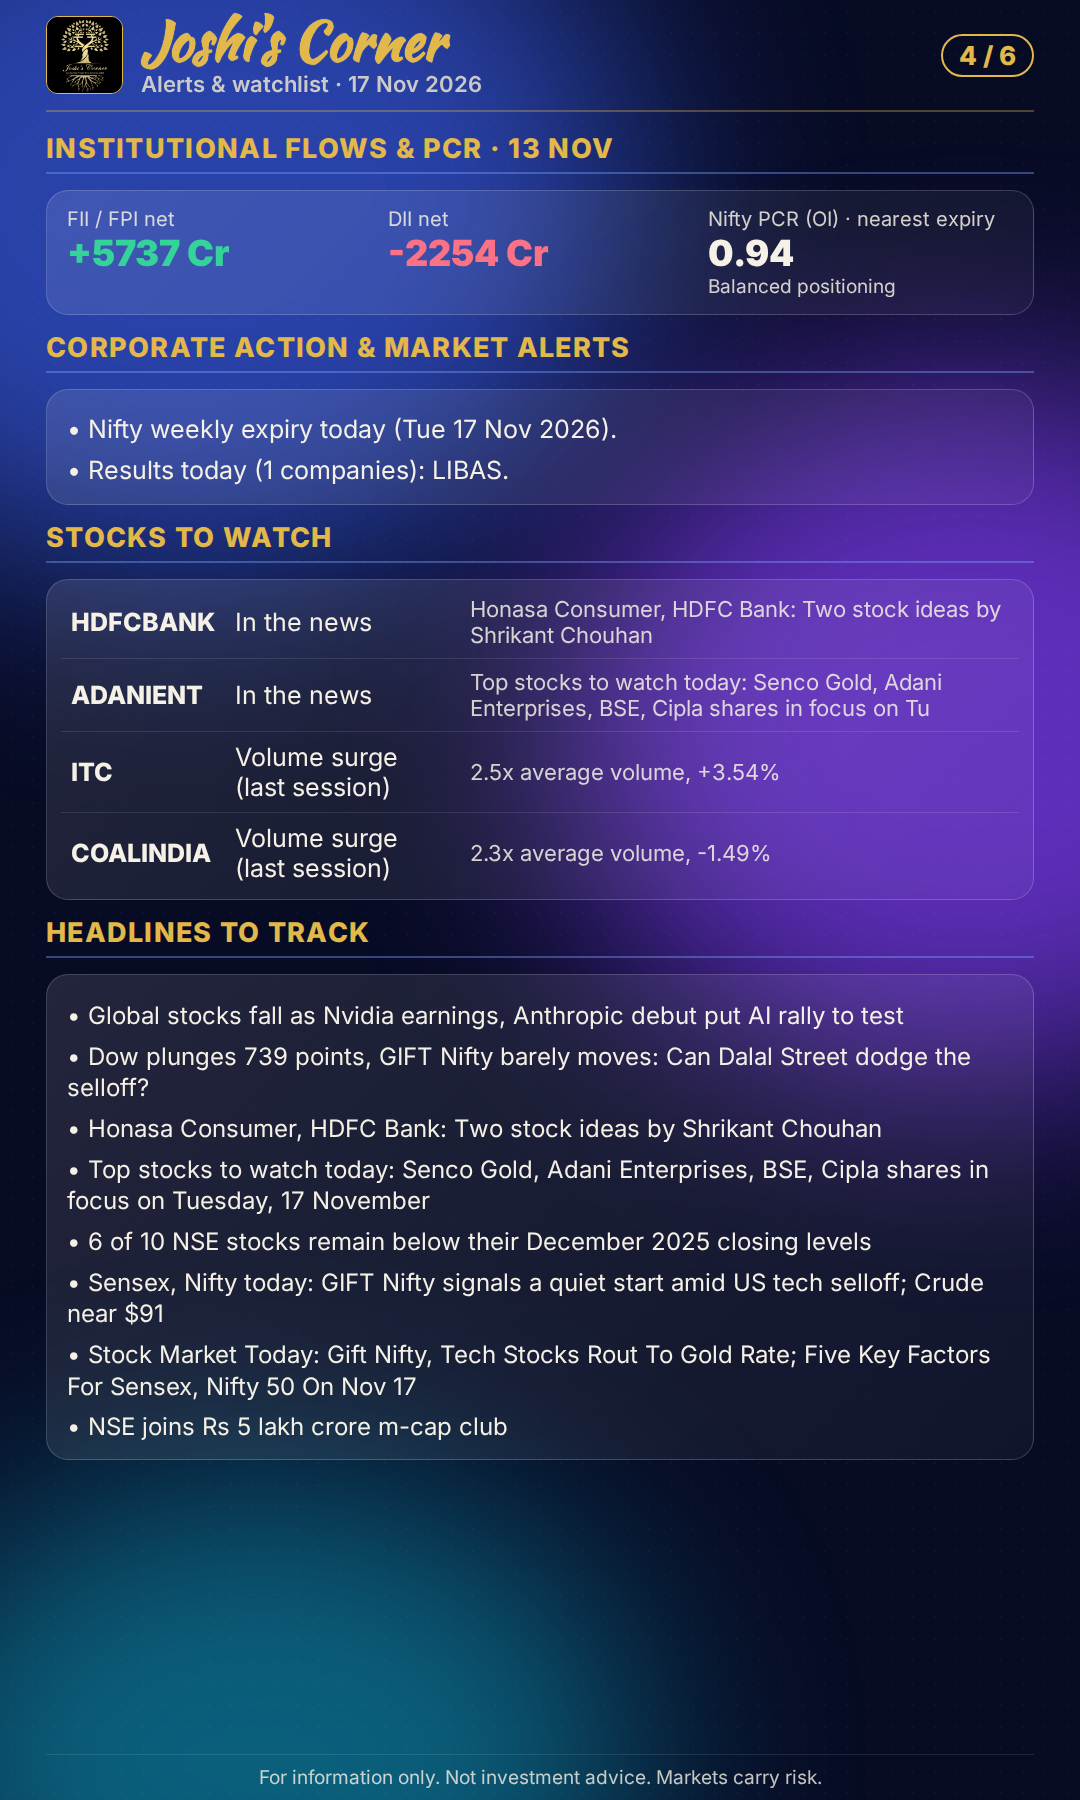 Joshi's Corner
Joshi's Corner
Alerts & watchlist · 17 Nov 2026
4 / 6
INSTITUTIONAL FLOWS & PCR · 13 NOV
FII / FPI net
+5737 Cr
DII net
-2254 Cr
Nifty PCR (OI) · nearest expiry
0.94
Balanced positioning
CORPORATE ACTION & MARKET ALERTS
• Nifty weekly expiry today (Tue 17 Nov 2026).
• Results today (1 companies): LIBAS.
STOCKS TO WATCH
HDFCBANK In the news Honasa Consumer, HDFC Bank: Two stock ideas by
Shrikant Chouhan
ADANIENT In the news Top stocks to watch today: Senco Gold, Adani
Enterprises, BSE, Cipla shares in focus on Tu
ITC Volume surge
(last session) 2.5x average volume, +3.54%
COALINDIA Volume surge
(last session) 2.3x average volume, -1.49%
HEADLINES TO TRACK
• Global stocks fall as Nvidia earnings, Anthropic debut put AI rally to test
• Dow plunges 739 points, GIFT Nifty barely moves: Can Dalal Street dodge the
selloff?
• Honasa Consumer, HDFC Bank: Two stock ideas by Shrikant Chouhan
• Top stocks to watch today: Senco Gold, Adani Enterprises, BSE, Cipla shares in
focus on Tuesday, 17 November
• 6 of 10 NSE stocks remain below their December 2025 closing levels
• Sensex, Nifty today: GIFT Nifty signals a quiet start amid US tech selloff; Crude
near $91
• Stock Market Today: Gift Nifty, Tech Stocks Rout To Gold Rate; Five Key Factors
For Sensex, Nifty 50 On Nov 17
• NSE joins Rs 5 lakh crore m-cap club
For information only. Not investment advice. Markets carry risk.